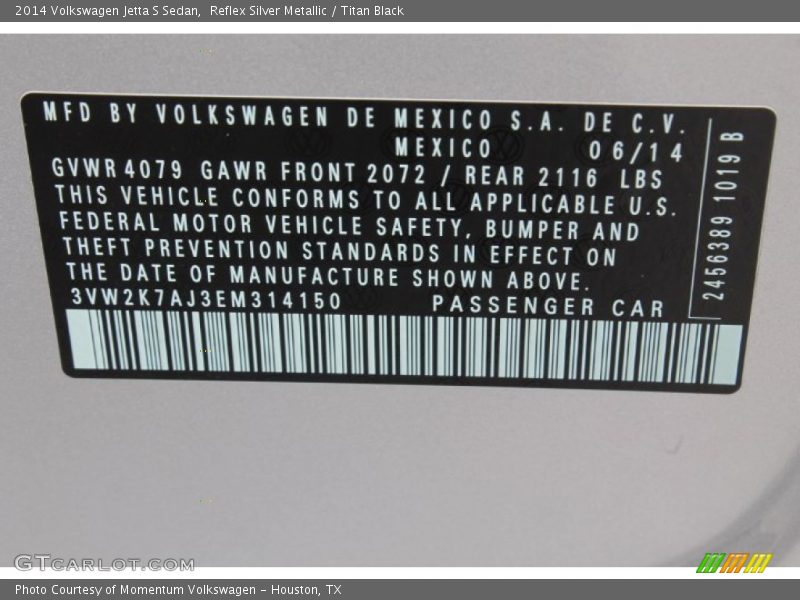 2014 Volkswagen Jetta S Sedan,  Reflex Silver Metallic / Titan Black
MFD BY VOLKSWAGEN DE MEXICO S.A. DE C.V.
MEXICO 06/14
GVWR 4079 GAWR FRONT 2072 / REAR 2116 LBS
THIS VEHICLE CONFORMS TO ALL APPLICABLE U.S.
FEDERAL MOTOR VEHICLE SAFETY, BUMPER AND
THEFT PREVENTION STANDARDS IN EFFECT ON
THE DATE OF MANUFACTURE SHOWN ABOVE.
3VW2K7AJ3EM314150 PASSENGER CAR
2456389 1019 B
GTCARLOT.COM
Photo Courtesy of Momentum Volkswagen - Houston, TX